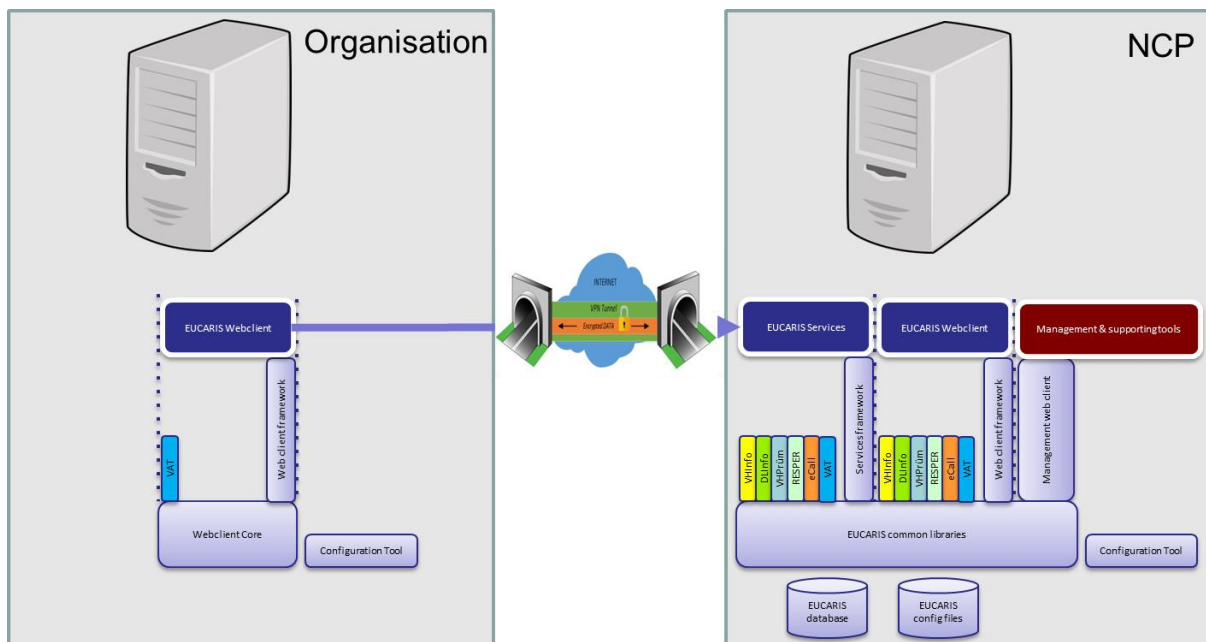 Organisation
NCP
INTERNET
VPN Tunnel
Encrypted DATA
EUCARIS Webclient
EUCARIS Services
EUCARIS Webclient
Management & supporting tools
Web client framework
VAT
Services framework
Web client framework
Management web client
VHInfo
DLInfo
VHPrüm
RESPER
eCall
VAT
VHInfo
DLInfo
VHPrüm
RESPER
eCall
VAT
Webclient Core
Configuration Tool
EUCARIS common libraries
Configuration Tool
EUCARIS
database
EUCARIS
config files